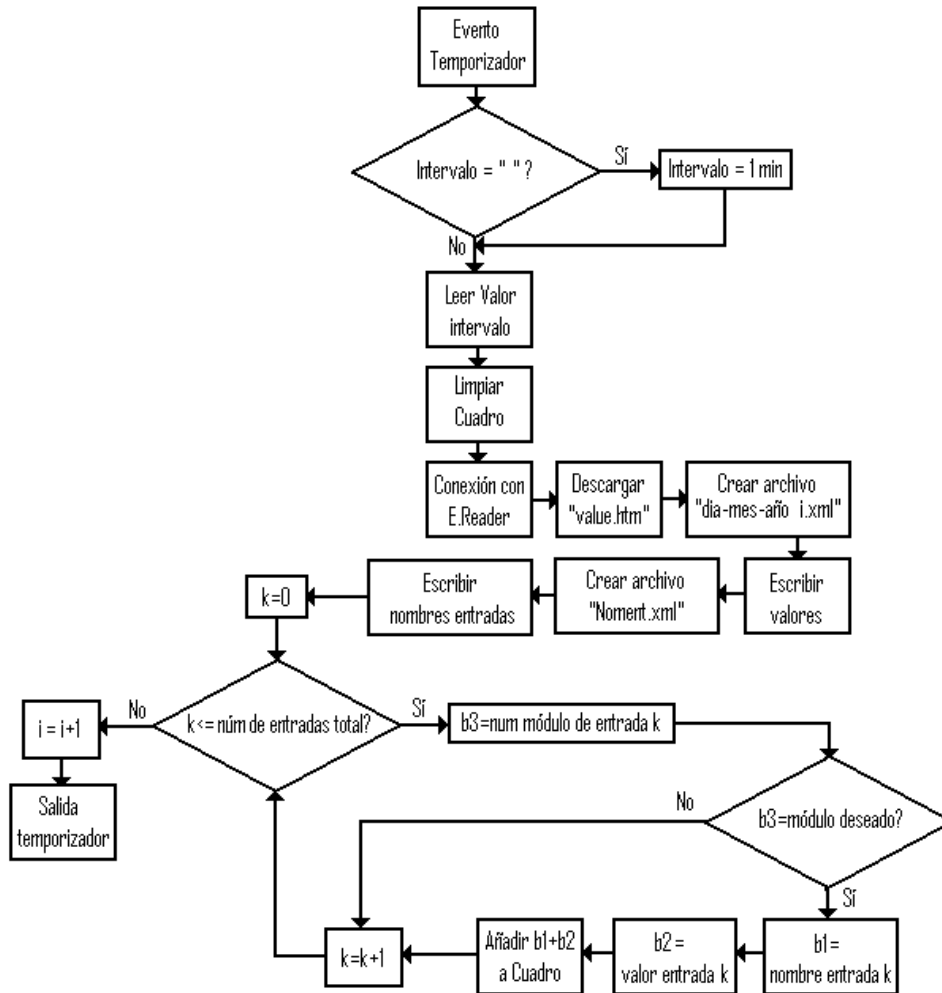 Evento
Temporizador
Intervalo = " " ?
Sí
Intervalo = 1 min
No
Leer Valor
intervalo
Limpiar
Cuadro
Conexión con
E.Reader
Descargar
"value.htm"
Crear archivo
"dia-mes-año i.xml"
Escribir
valores
Crear archivo
"Noment.xml"
Escribir
nombres entradas
k=0
k<= núm de entradas total?
No
i = i+1
Salida
temporizador
Sí
b3=num módulo de entrada k
b3=módulo deseado?
No
Sí
b1=
nombre entrada k
b2 =
valor entrada k
Añadir b1+b2
a Cuadro
k=k+1